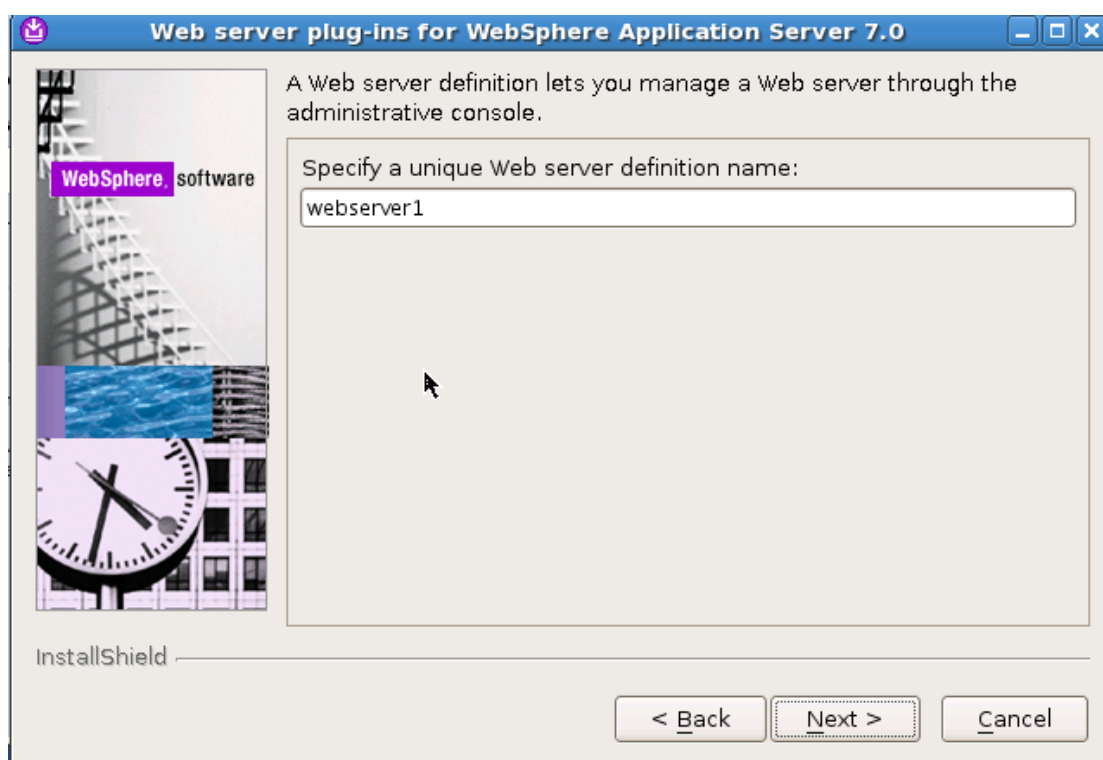 Web server plug-ins for WebSphere Application Server 7.0
A Web server definition lets you manage a Web server through the
administrative console.
WebSphere. software
Specify a unique Web server definition name:
webserver1
InstallShield
< Back
Next >
Cancel